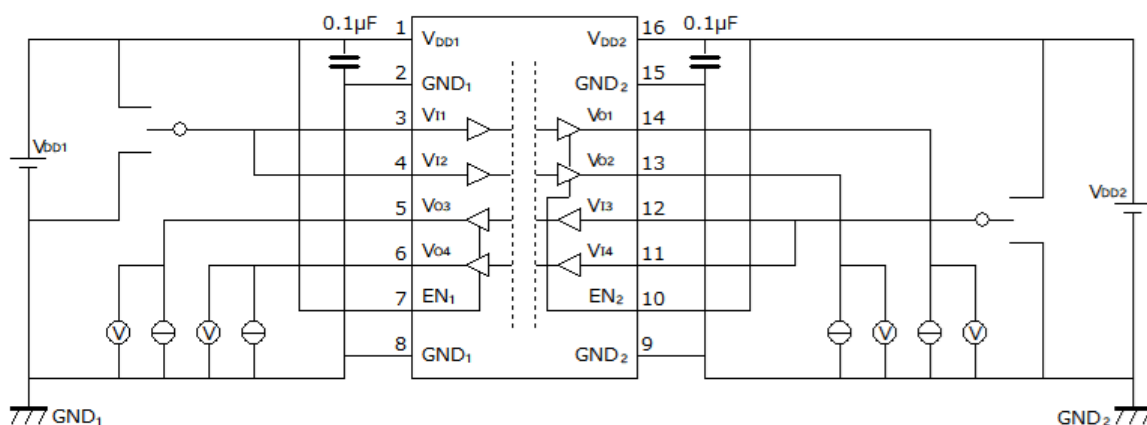 0.1μF 1 16 0.1μF
VDD1 VDD2
2 15
GND1 GND2
3 VI1 VO1 14
VDD1
4 VI2 VO2 13
VDD2
5 VO3 VI3 12
6 VO4 VI4 11
7 EN1 EN2 10
V V V V
8 GND1 GND2 9
GND1 GND2